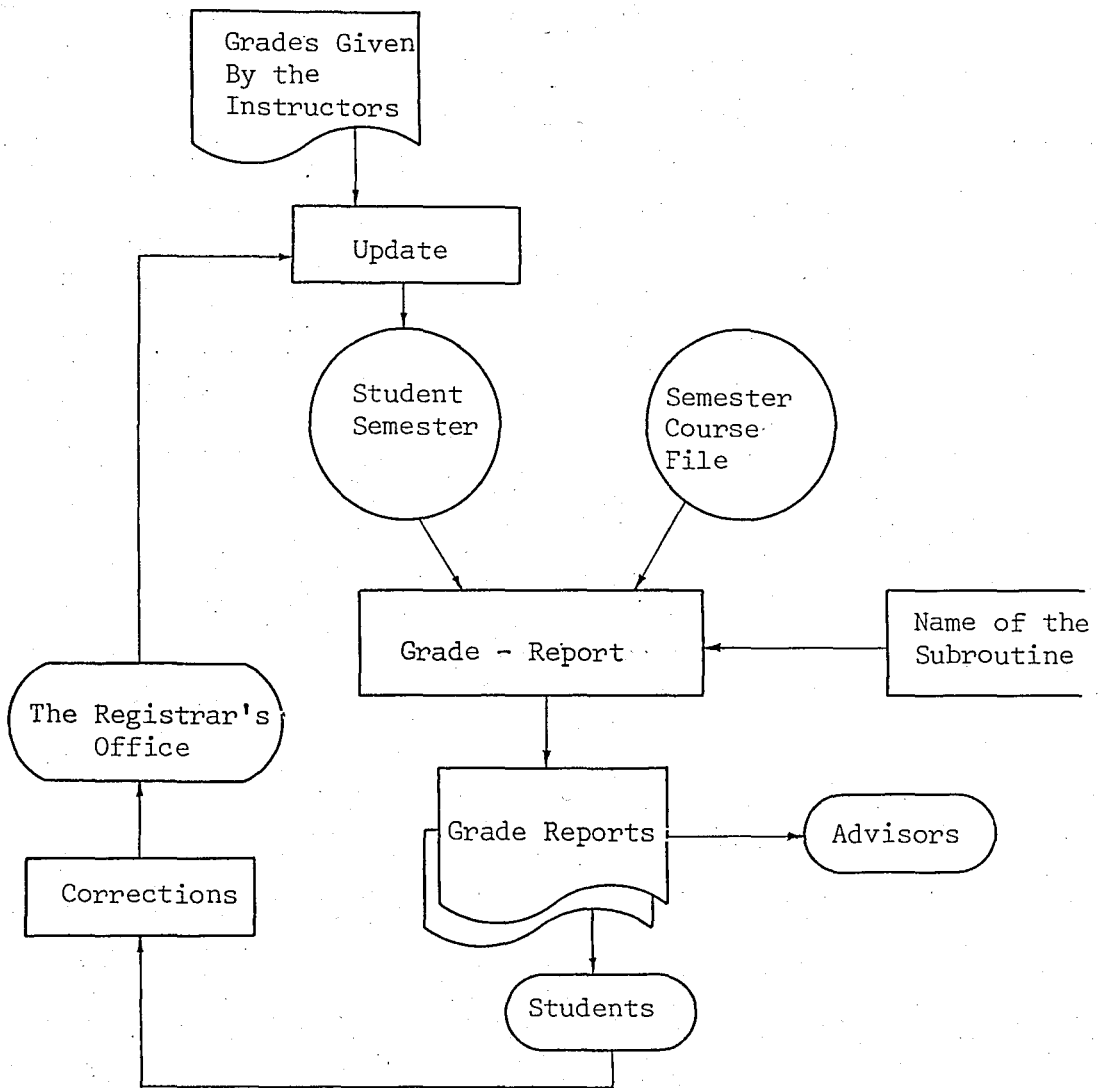 Grades Given
By the
Instructors
Update
Student
Semester
Semester
Course
File
Grade - Report
Name of the
Subroutine
The Registrar's
Office
Grade Reports
Advisors
Corrections
Students